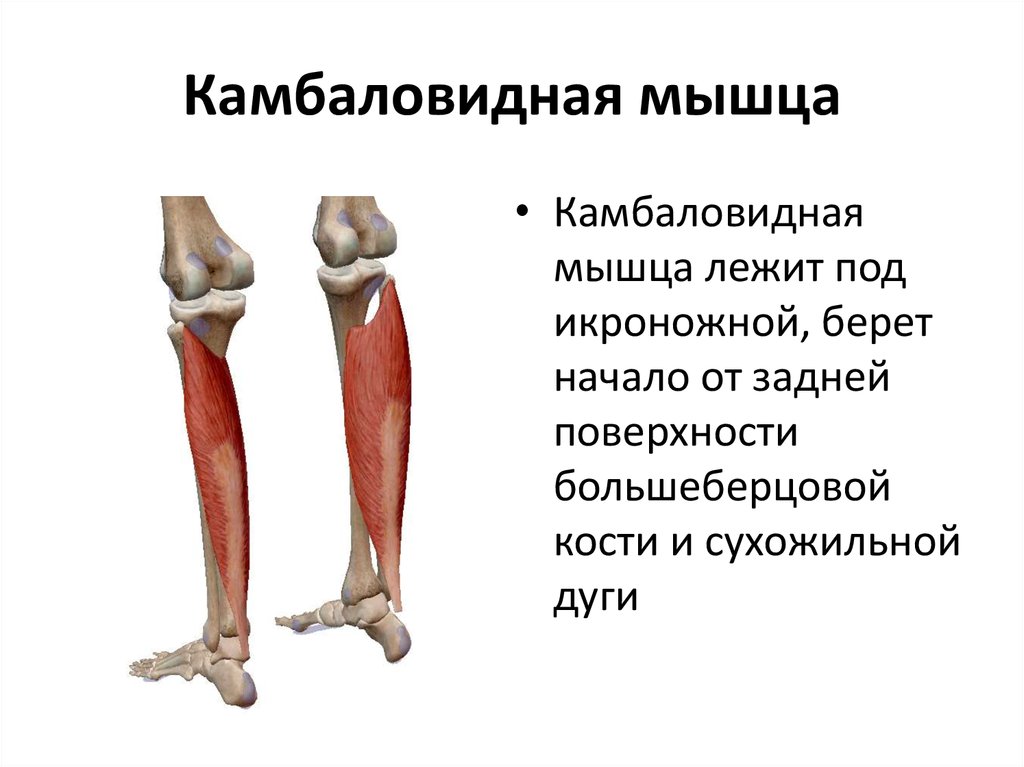 Камбаловидная мышца
• Камбаловидная
мышца лежит под
икроножной, берет
начало от задней
поверхности
большеберцовой
кости и сухожильной
дуги